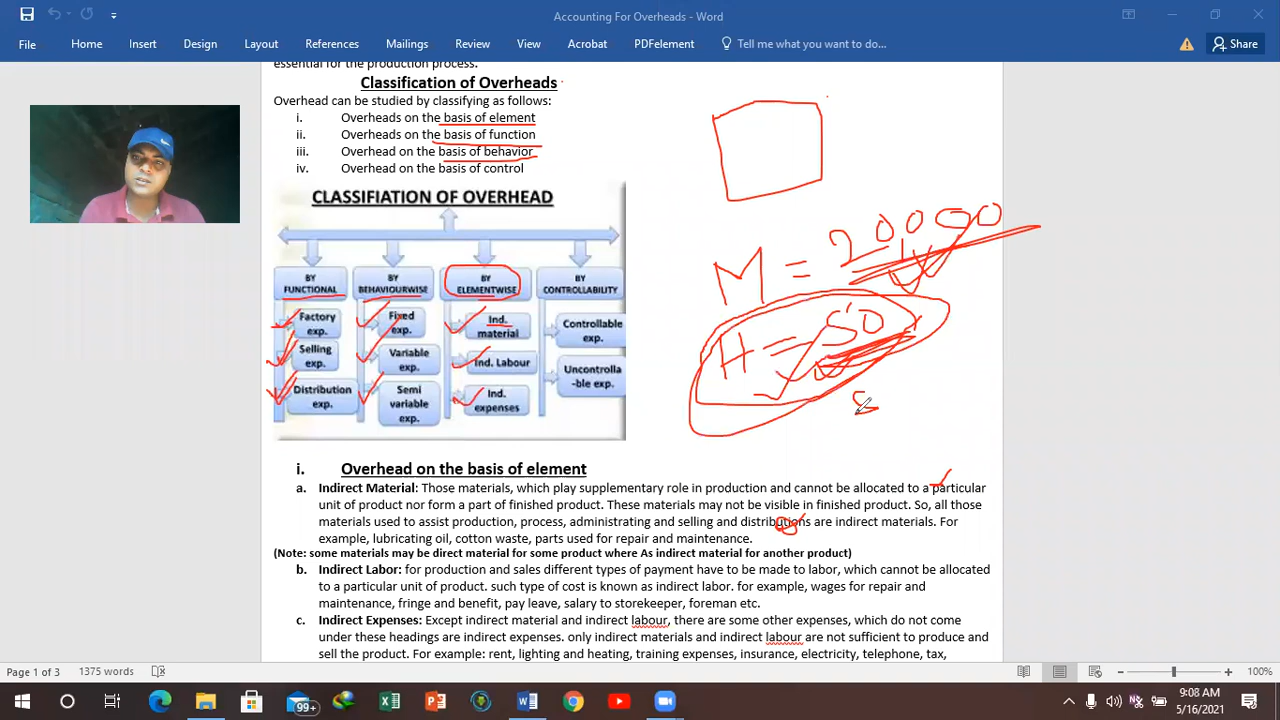 Accounting For Overheads - Word
File Home Insert Design Layout References Mailings Review View Acrobat PDFelement Tell me what you want to do... Share
essential for the production process.
Classification of Overheads
Overhead can be studied by classifying as follows:
i. Overheads on the basis of element
ii. Overheads on the basis of function
iii. Overhead on the basis of behavior
iv. Overhead on the basis of control
CLASSIFIATION OF OVERHEAD
BY FUNCTIONAL
BY BEHAVIOURWISE
BY ELEMENTWISE
BY CONTROLLABILITY
Factory exp.
Fixed exp.
Ind. material
Controllable exp.
Selling exp.
Variable exp.
Ind. Labour
Uncontrolla -ble exp.
Distribution exp.
Semi variable exp.
Ind. expenses
M = 20,000
H = 50
i. Overhead on the basis of element
a. Indirect Material: Those materials, which play supplementary role in production and cannot be allocated to a particular
unit of product nor form a part of finished product. These materials may not be visible in finished product. So, all those
materials used to assist production, process, administrating and selling and distributions are indirect materials. For
example, lubricating oil, cotton waste, parts used for repair and maintenance.
(Note: some materials may be direct material for some product where As indirect material for another product)
b. Indirect Labor: for production and sales different types of payment have to be made to labor, which cannot be allocated
to a particular unit of product. such type of cost is known as indirect labor. for example, wages for repair and
maintenance, fringe and benefit, pay leave, salary to storekeeper, foreman etc.
c. Indirect Expenses: Except indirect material and indirect labour, there are some other expenses, which do not come
under these headings are indirect expenses. only indirect materials and indirect labour are not sufficient to produce and
sell the product. For example: rent, lighting and heating, training expenses, insurance, electricity, telephone, tax,
Page 1 of 3 1375 words 100%
99+
9:08 AM
5/16/2021